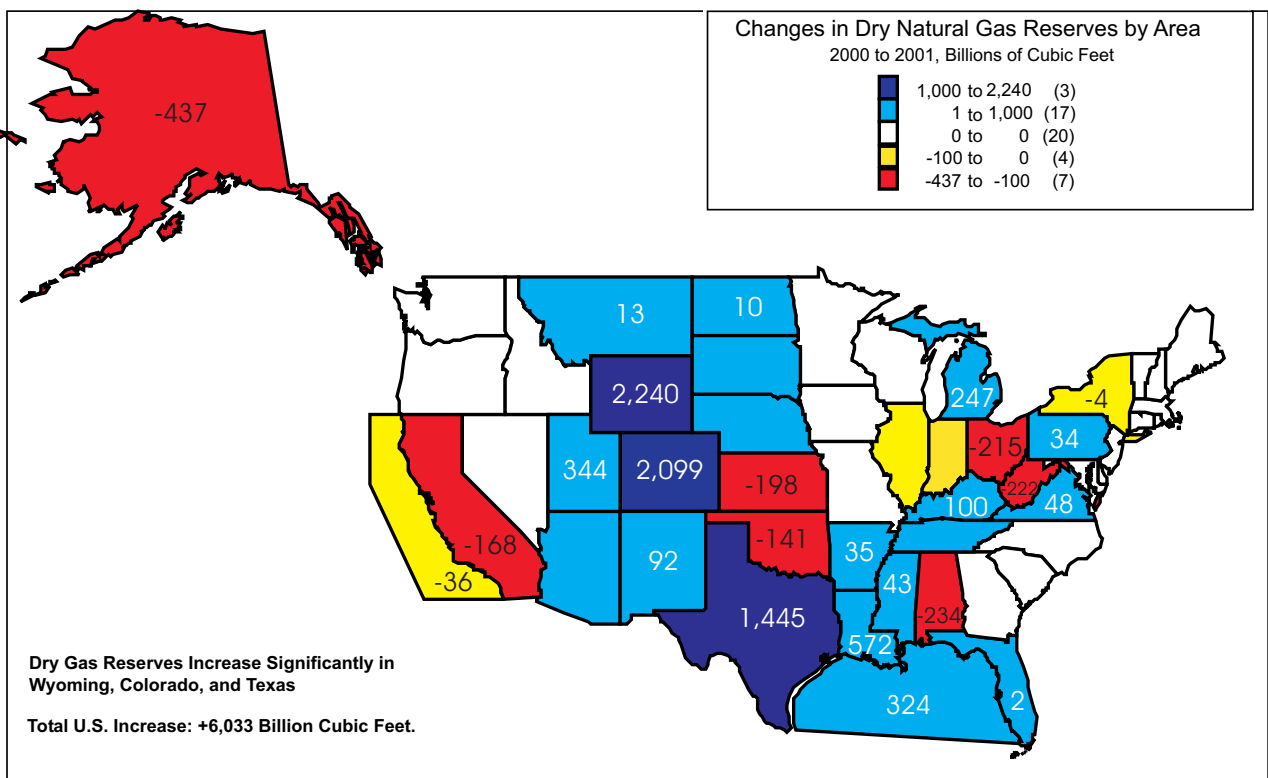 Changes in Dry Natural Gas Reserves by Area
2000 to 2001, Billions of Cubic Feet
1,000 to 2,240 (3)
1 to 1,000 (17)
0 to 0 (20)
-100 to 0 (4)
-437 to -100 (7)
-437
13
10
2,240
247
-4
344
2,099
-198
-215
34
-222
100
48
-168
-36
92
-141
35
43
-234
1,445
572
324
2
Dry Gas Reserves Increase Significantly in
Wyoming, Colorado, and Texas
Total U.S. Increase: +6,033 Billion Cubic Feet.